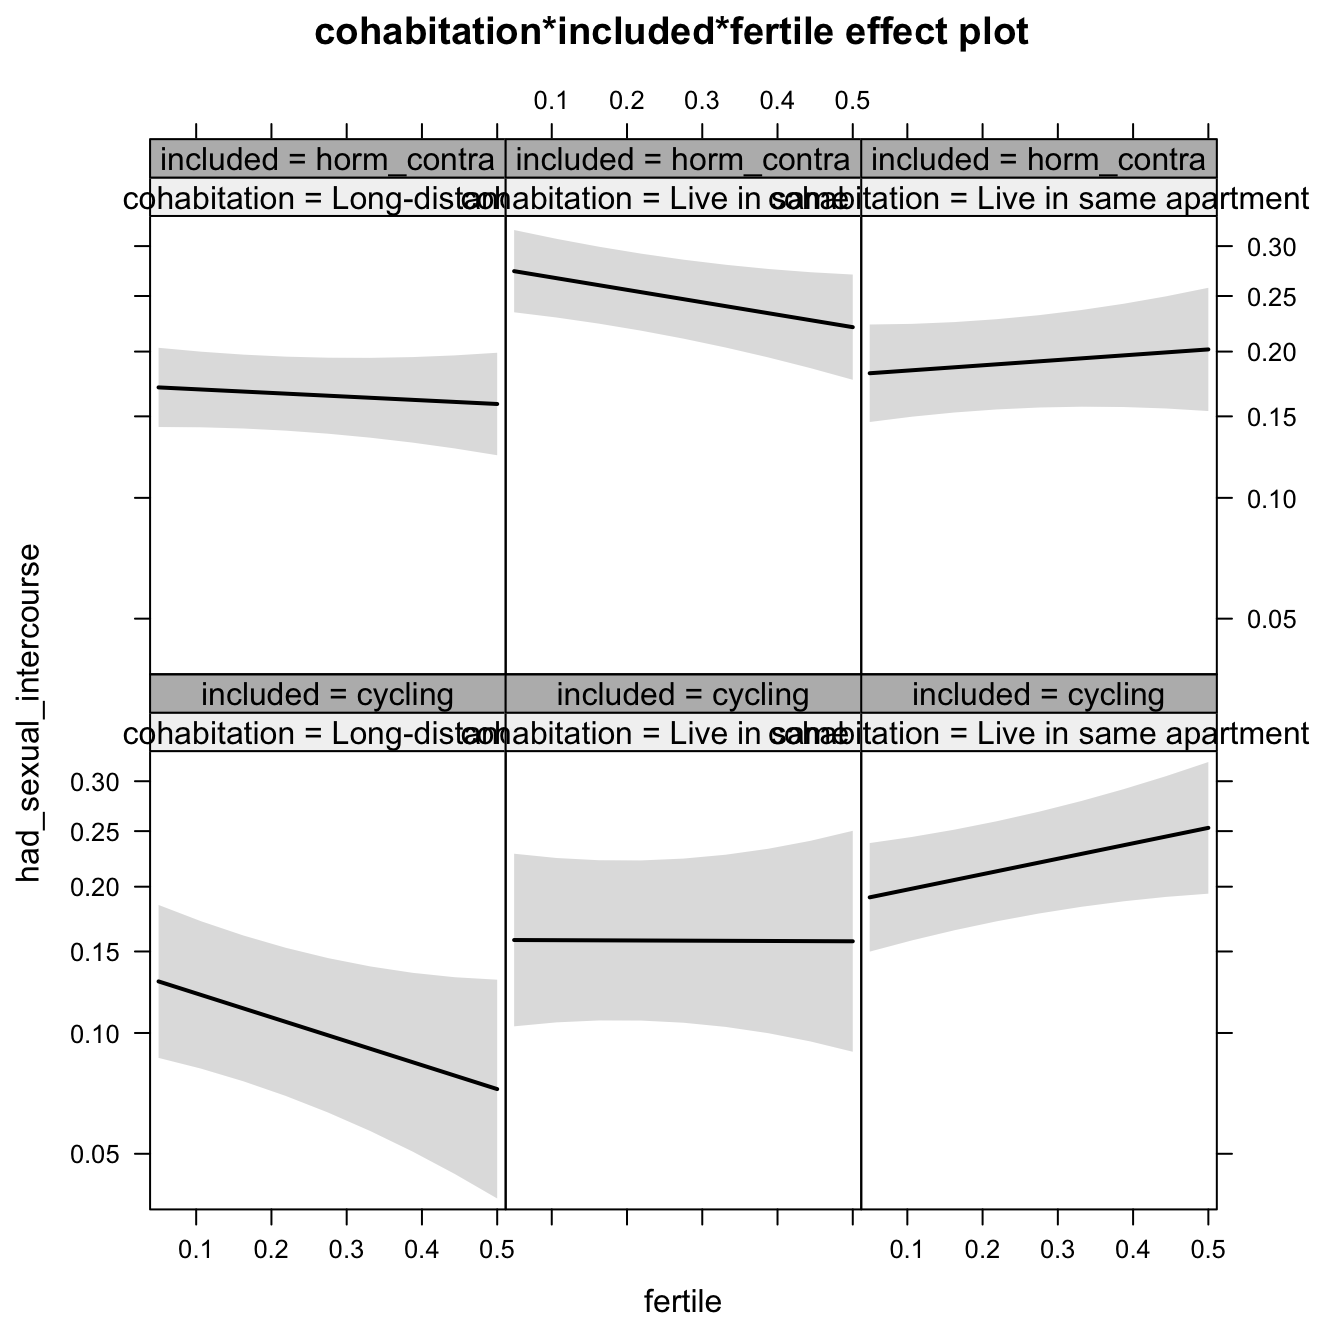 cohabitation*included*fertile effect plot
0.1 0.2 0.3 0.4 0.5
included = horm_contra included = horm_contra included = horm_contra
cohabitation = Long-distan cohabitation = Live in same cohabitation = Live in same apartment
0.30
0.25
0.20
0.15
0.10
0.05
had_sexual_intercourse
included = cycling included = cycling included = cycling
cohabitation = Long-distan cohabitation = Live in same cohabitation = Live in same apartment
0.30
0.25
0.20
0.15
0.10
0.05
0.1 0.2 0.3 0.4 0.5 0.1 0.2 0.3 0.4 0.5
fertile